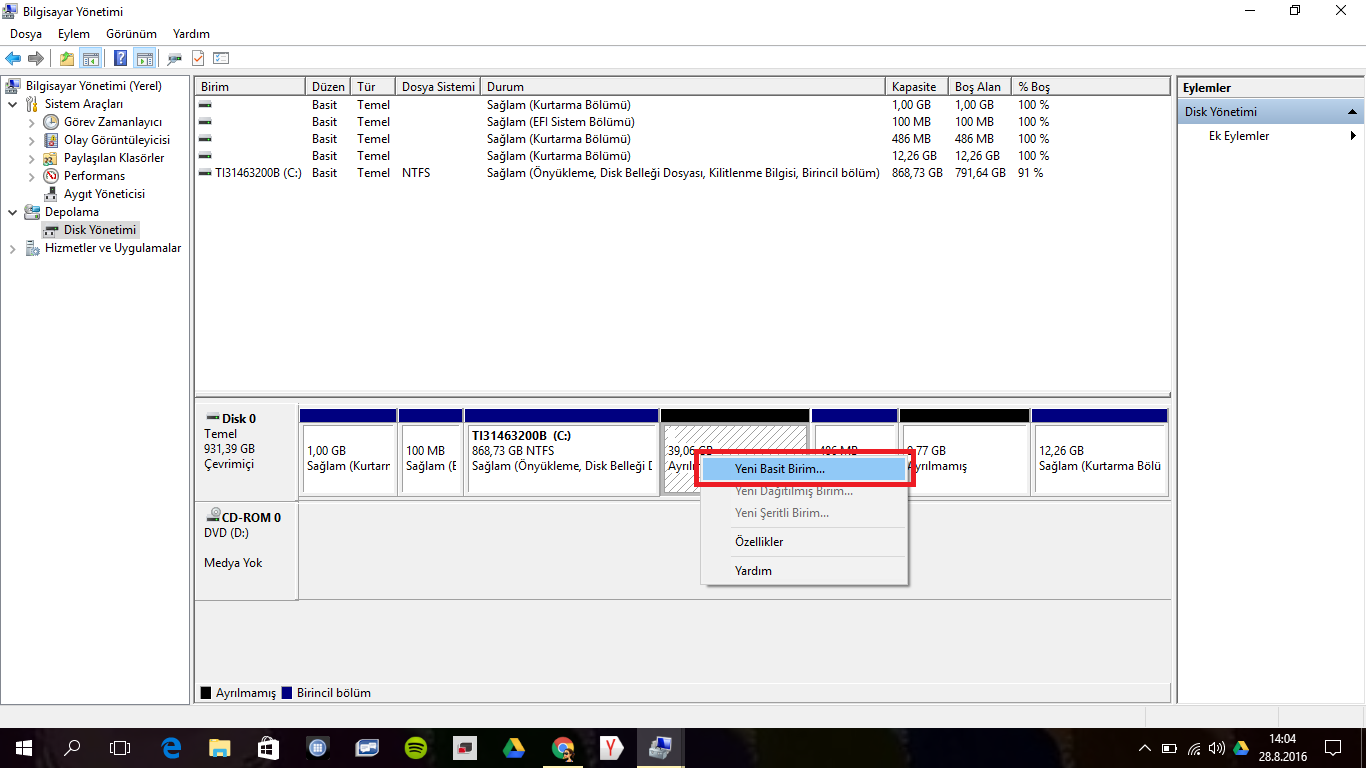 Bilgisayar Yönetimi
Dosya Eylem Görünüm Yardım
Bilgisayar Yönetimi (Yerel)
Sistem Araçları
Görev Zamanlayıcı
Olay Görüntüleyicisi
Paylaşılan Klasörler
Performans
Aygıt Yöneticisi
Depolama
Disk Yönetimi
Hizmetler ve Uygulamalar
Birim Düzen Tür Dosya Sistemi Durum Kapasite Boş Alan % Boş
Basit Temel Sağlam (Kurtarma Bölümü) 1,00 GB 1,00 GB 100 %
Basit Temel Sağlam (EFI Sistem Bölümü) 100 MB 100 MB 100 %
Basit Temel Sağlam (Kurtarma Bölümü) 486 MB 486 MB 100 %
Basit Temel Sağlam (Kurtarma Bölümü) 12,26 GB 12,26 GB 100 %
TI31463200B (C:) Basit Temel NTFS Sağlam (Önyükleme, Disk Belleği Dosyası, Kilitlenme Bilgisi, Birincil bölüm) 868,73 GB 791,64 GB 91 %
Eylemler
Disk Yönetimi
Ek Eylemler
Disk 0
Temel
931,39 GB
Çevrimiçi
1,00 GB
Sağlam (Kurtarr
100 MB
Sağlam (E
TI31463200B (C:)
868,73 GB NTFS
Sağlam (Önyükleme, Disk Belleği D
39,06 GB
486 MB
12,26 GB
Sağlam (Kurtarma Bölü
Yeni Basit Birim...
Yeni Dağıtılmış Birim...
Yeni Şeritli Birim...
Özellikler
Yardım
CD-ROM 0
DVD (D:)
Medya Yok
Ayrılmamış Birincil bölüm
14:04
28.8.2016